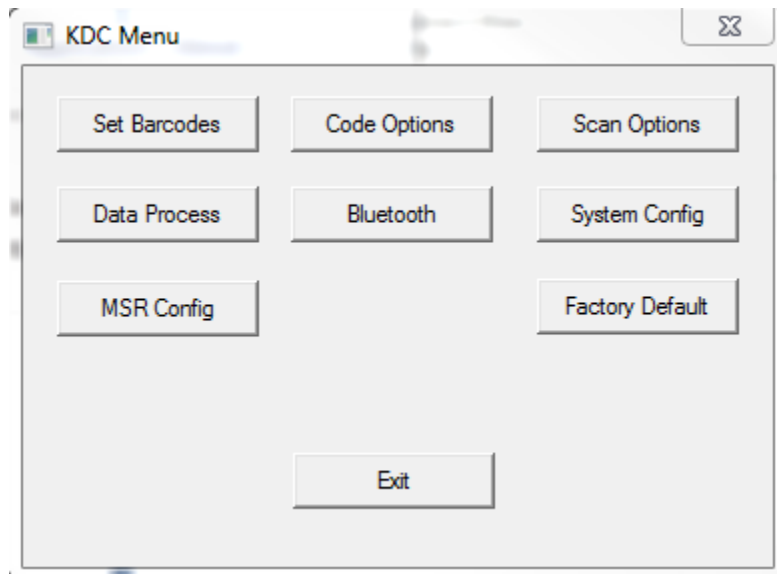 KDC Menu
Set Barcodes Code Options Scan Options
Data Process Bluetooth System Config
MSR Config Factory Default
Exit